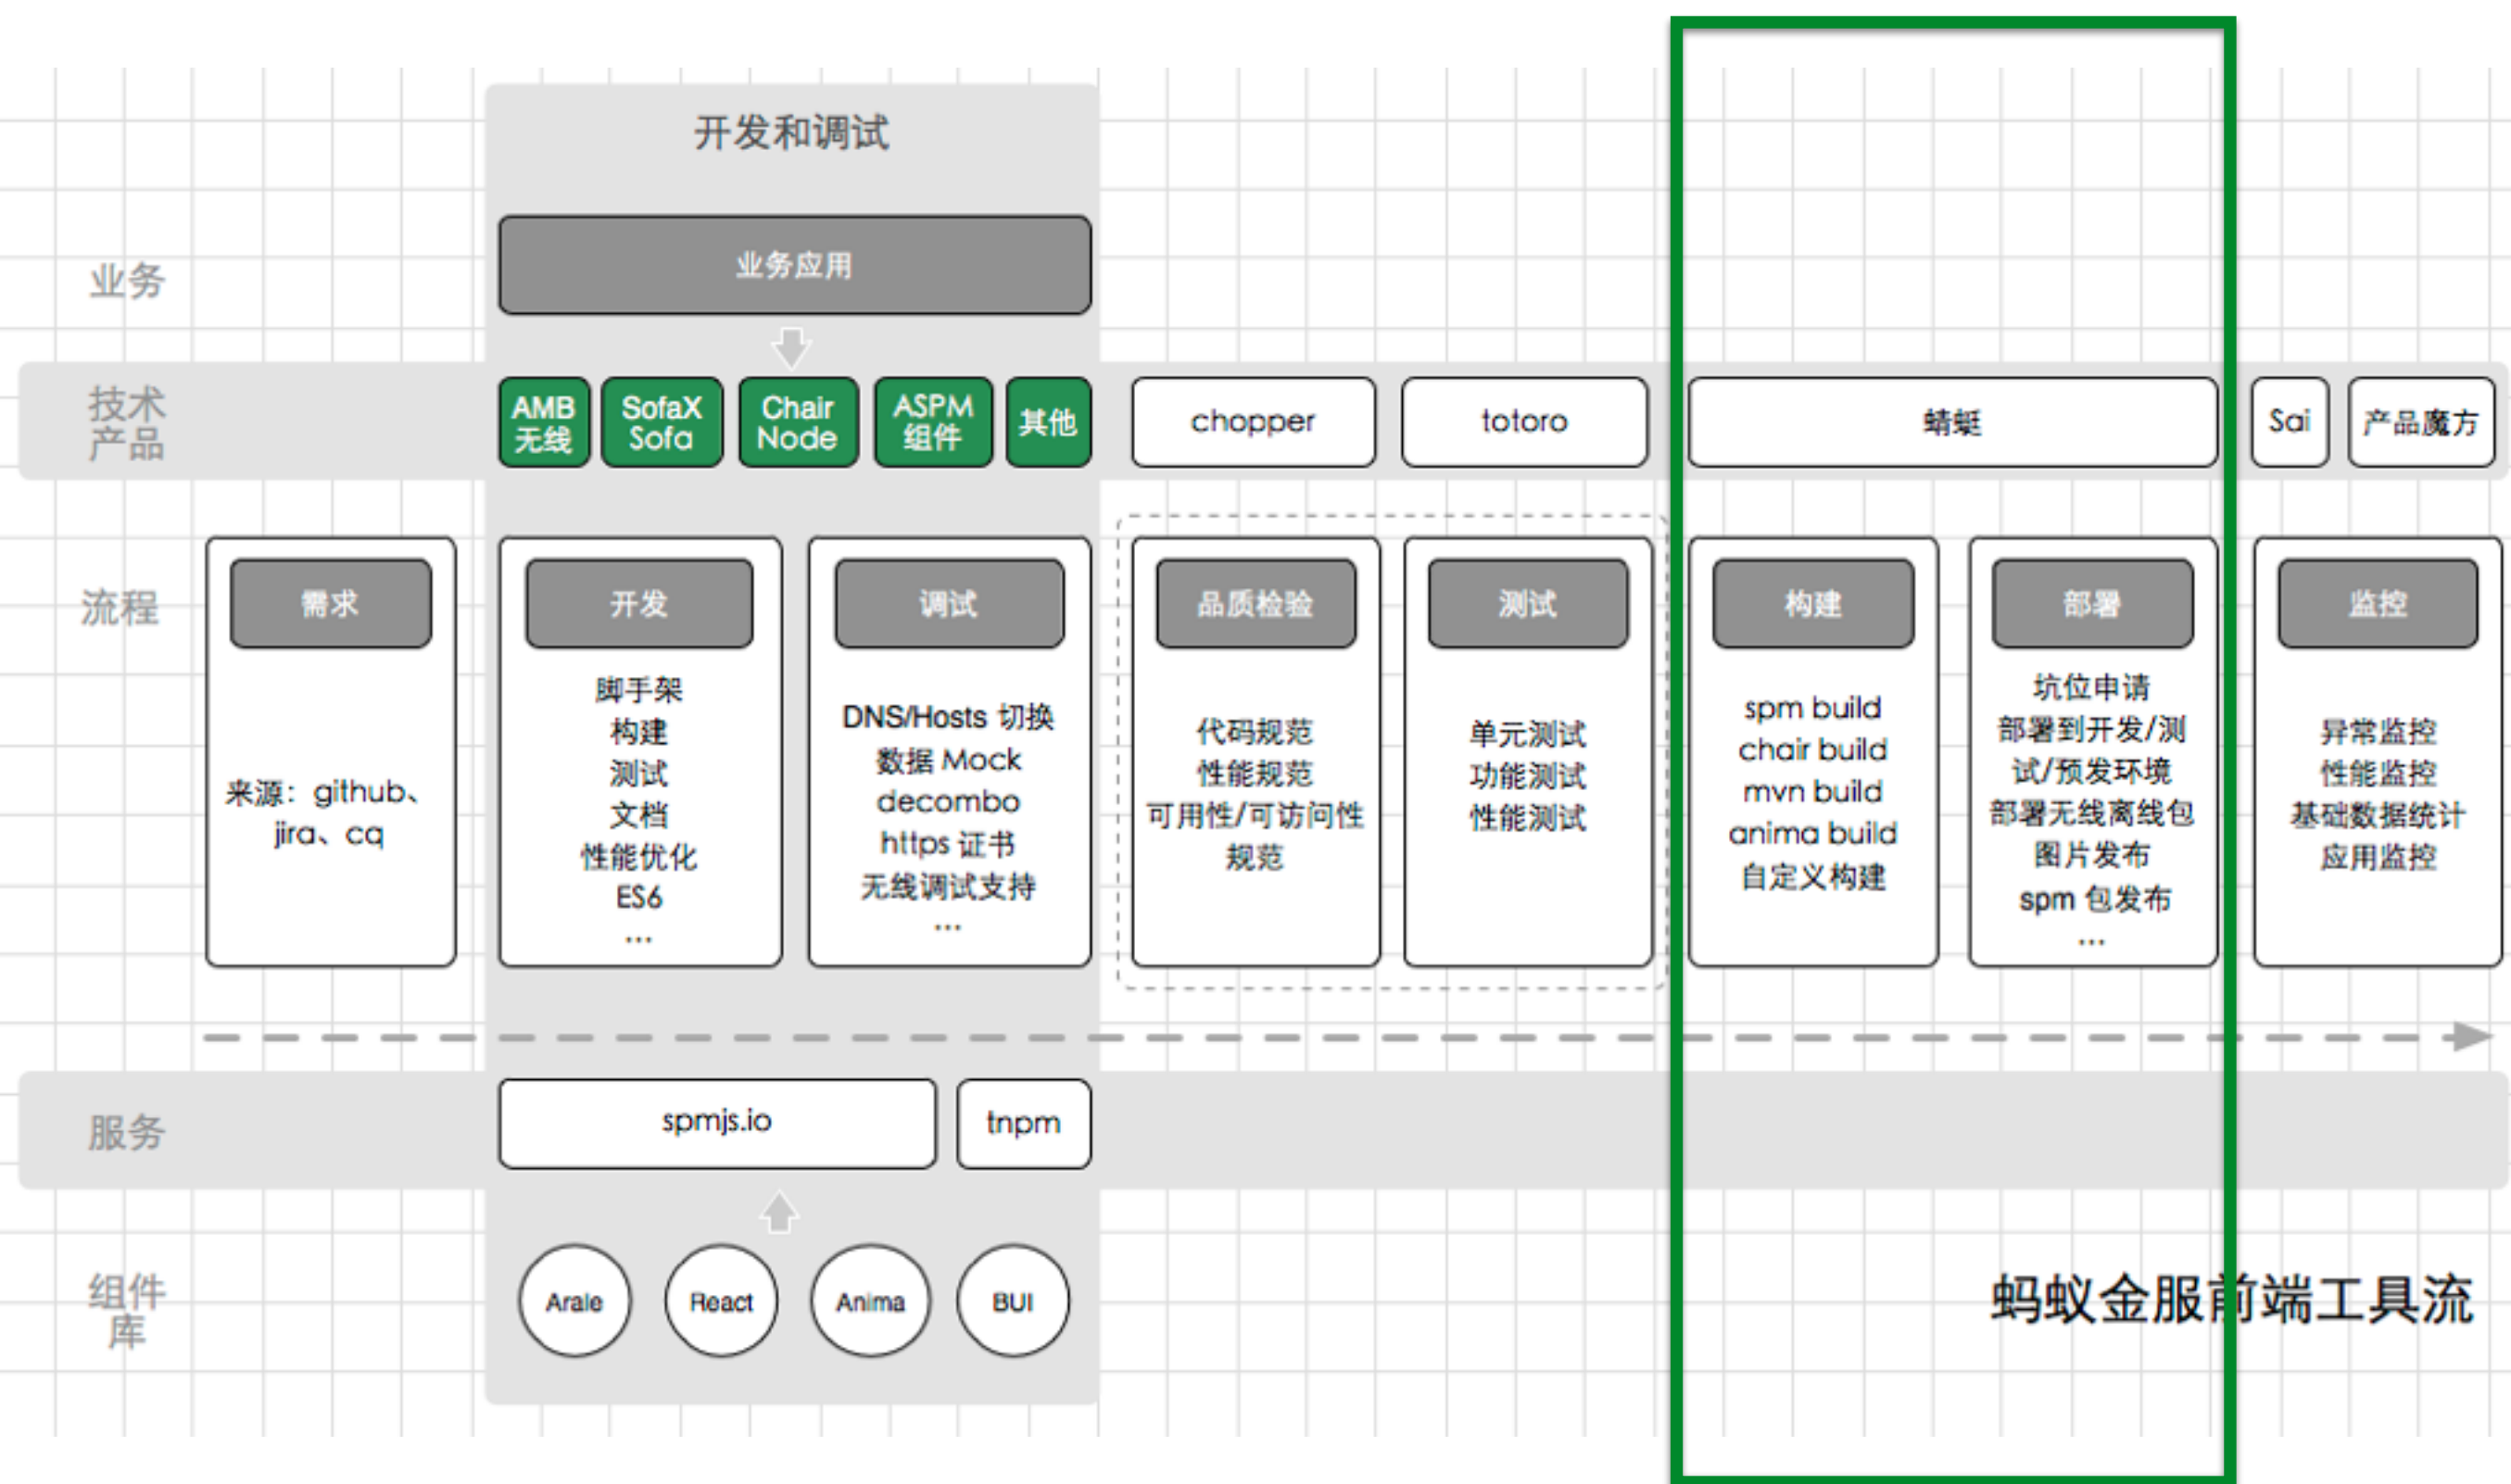 开发和调试
业务
业务应用
技术
产品
AMB
无线
SofaX
Sofa
Chair
Node
ASPM
组件
其他
chopper
totoro
蜻蜓
Sai
产品魔方
流程
需求
来源：github、
jira、cq
开发
脚手架
构建
测试
文档
性能优化
ES6
...
调试
DNS/Hosts 切换
数据 Mock
decombo
https 证书
无线调试支持
...
品质检验
代码规范
性能规范
可用性/可访问性
规范
测试
单元测试
功能测试
性能测试
构建
spm build
chair build
mvn build
anima build
自定义构建
部署
坑位申请
部署到开发/测
试/预发环境
部署无线离线包
图片发布
spm 包发布
...
监控
异常监控
性能监控
基础数据统计
应用监控
服务
spmjs.io
tnpm
组件
库
Arale
React
Anima
BUI
蚂蚁金服前端工具流